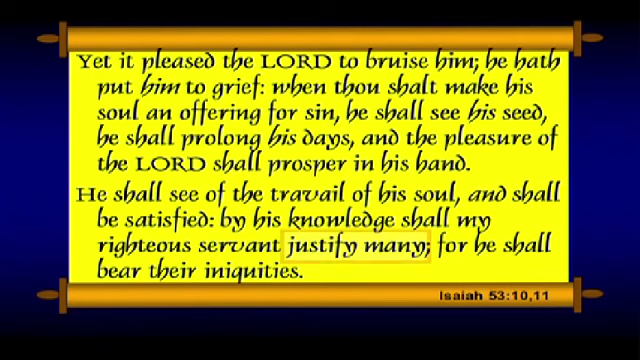 Yet it pleased the LORD to bruise him; he hath
put him to grief: when thou shalt make his
soul an offering for sin, he shall see his seed,
he shall prolong his days, and the pleasure of
the LORD shall prosper in his hand.
He shall see of the travail of his soul, and shall
be satisfied: by his knowledge shall my
righteous servant justify many; for he shall
bear their iniquities.
Isaiah 53:10,11